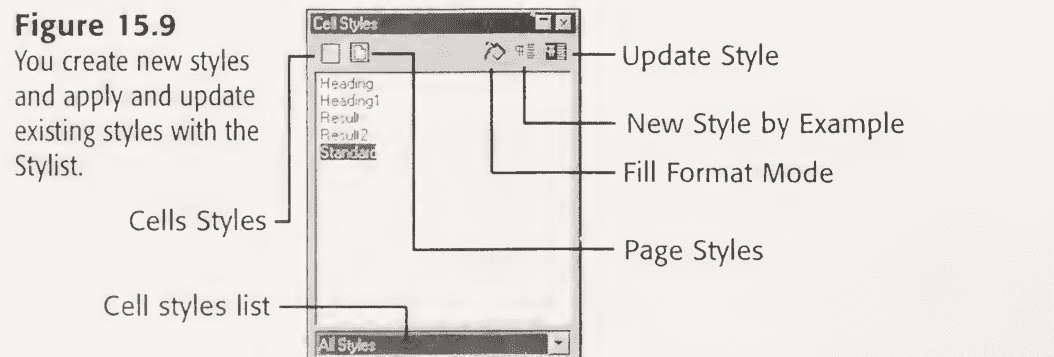 Figure 15.9
You create new styles
and apply and update
existing styles with the
Stylist.
Cell Styles
Heading
Heading1
Result
Result2
Standard
All Styles
Update Style
New Style by Example
Fill Format Mode
Page Styles
Cells Styles
Cell styles list